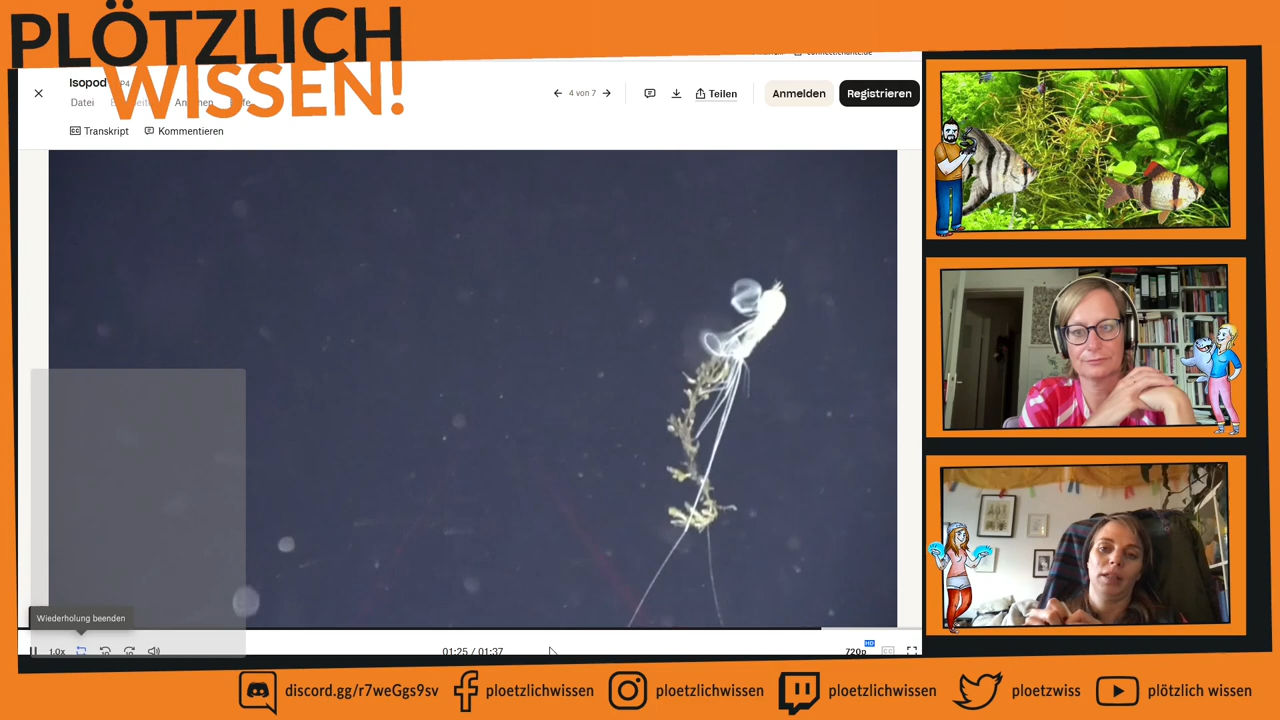 PLÖTZLICH
WISSEN!
Isopod
4 von 7
Teilen
Anmelden
Registrieren
Datei
Transkript
Kommentieren
Wiederholung beenden
1.0x
01:25 / 01:37
HD
720p
discord.gg/r7weGgs9sv
ploetzlichwissen
ploetzlichwissen
ploetzlichwissen
ploetzwiss
plötzlich wissen